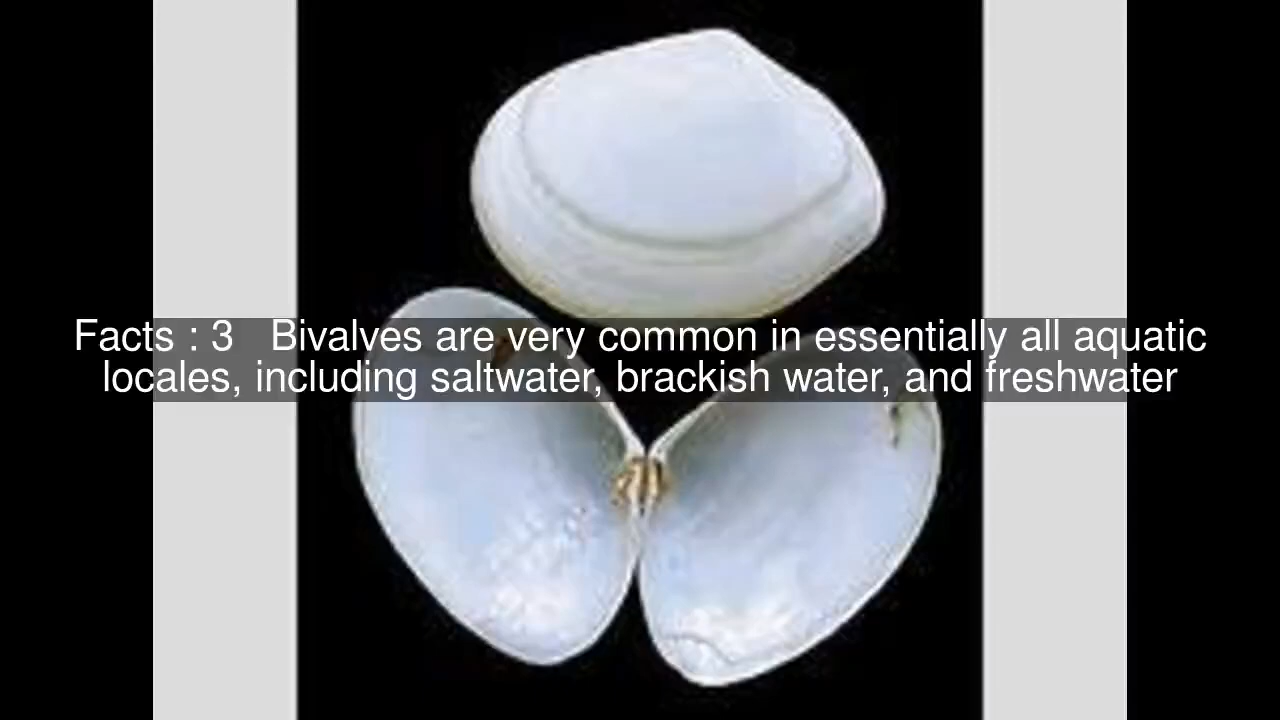 Facts : 3   Bivalves are very common in essentially all aquatic
locales, including saltwater, brackish water, and freshwater